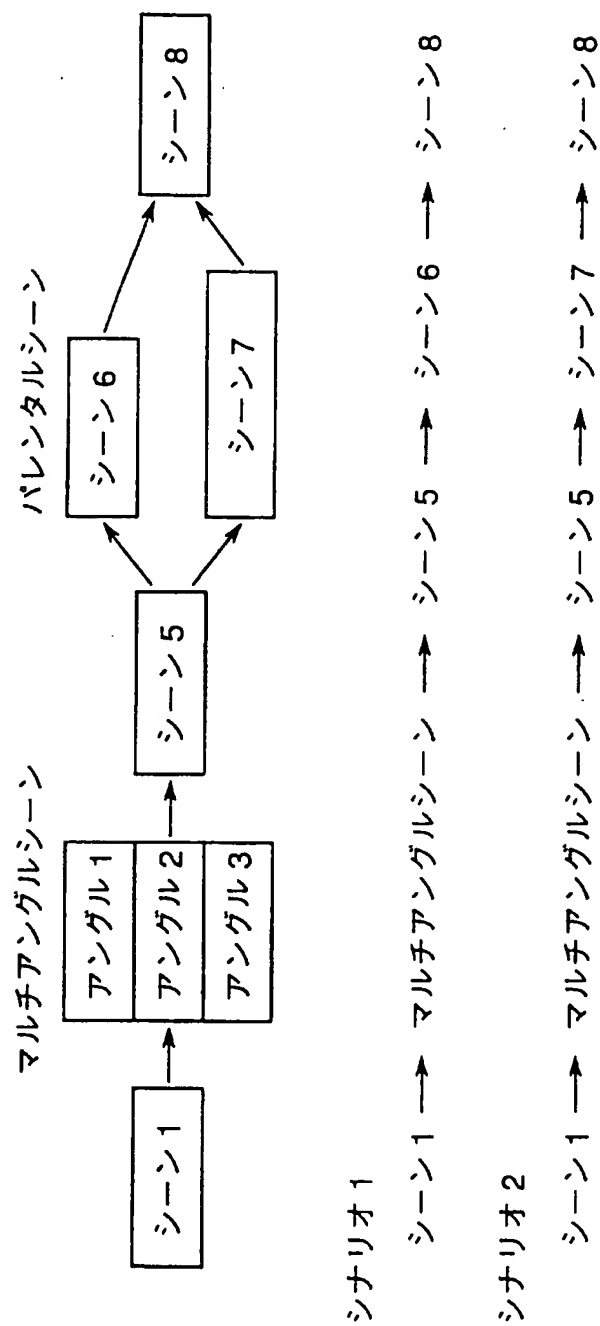 マルチアングルシーン
パレンタルシーン
シーン1
アングル1
アングル2
アングル3
シーン5
シーン6
シーン7
シーン8
シナリオ1
シーン1 → マルチアングルシーン → シーン5 → シーン6 → シーン8
シナリオ2
シーン1 → マルチアングルシーン → シーン5 → シーン7 → シーン8